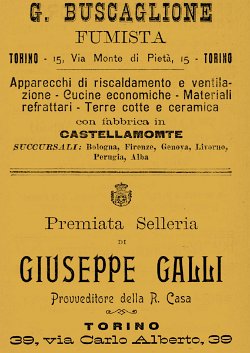 G. BUSCAGLIONE
FUMISTA
TORINO - 15, Via Monte di Pietà, 15 - TORINO
Apparecchi di riscaldamento e ventila-
zione - Cucine economiche - Materiali
refrattari - Terre cotte e ceramica
con fabbrica in
CASTELLAMONTE
SUCCURSALI: Bologna, Firenze, Genova, Livorno,
Perugia, Alba
Premiata Selleria
DI
GIUSEPPE GALLI
Provveditore della R. Casa
TORINO
39, via Carlo Alberto, 39